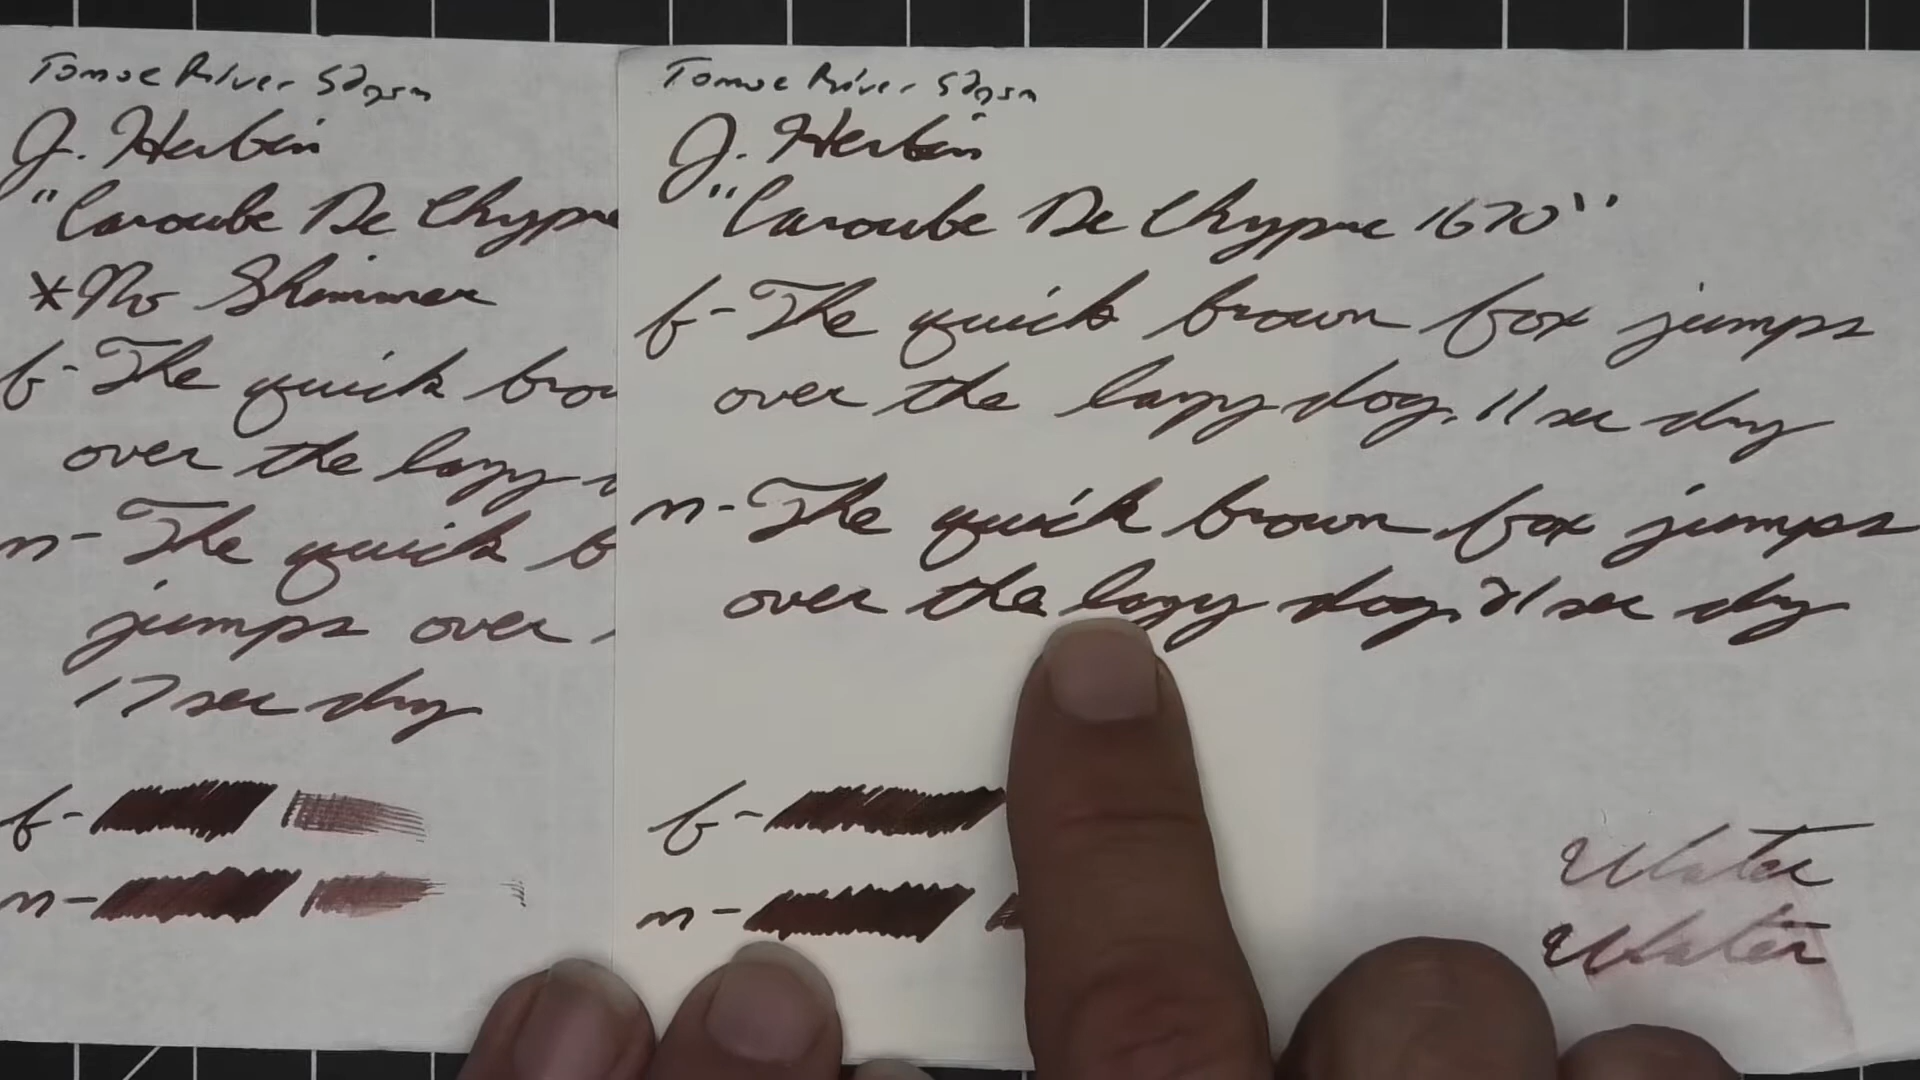 Tomoe River 52gsm
J. Herbin
"Caroube De Chypre
*No Shimmer
f- The quick brow
over the lazy
m- The quick b
jumps over
17 sec dry
f-
m-
Tomoe River 52gsm
J. Herbin
"Caroube De Chypre 1670"
f- The quick brown fox jumps
over the lazy dog. 11 sec dry
m- The quick brown fox jumps
over the lazy dog. 21 sec dry
f-
m-
Water
Water